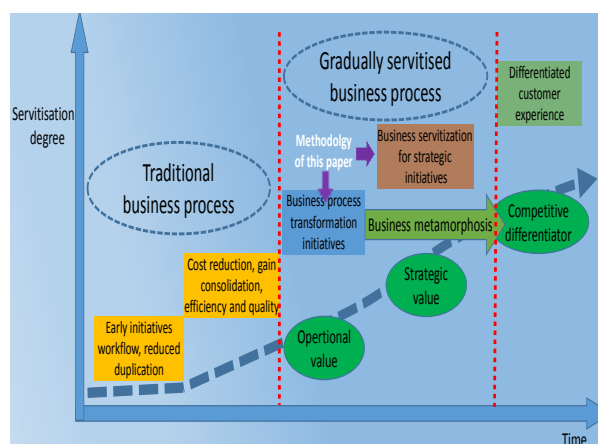 Servitisation
degree
Traditional
business process
Gradually servitised
business process
Differentiated
customer
experience
Methodolgy
of this paper
Business servitization
for strategic
initiatives
Business process
transformation
initiatives
Business metamorphosis
Competitive
differentiator
Cost reduction, gain
consolidation,
efficiency and quality
Early initiatives
workflow, reduced
duplication
Opertional
value
Strategic
value
Time